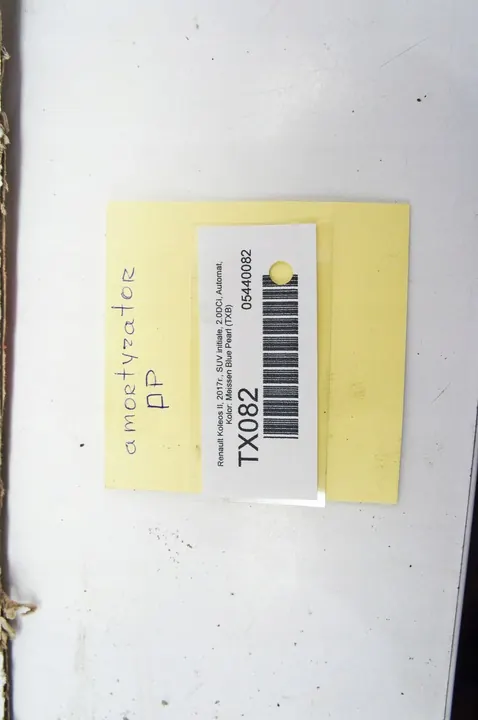 amortyzator
PP
Renault Koleos II, 2017r., SUV initiale, 2.0DCi, Automat,
Kolor: Meissen Blue Pearl (TXB)
TX082
05440082